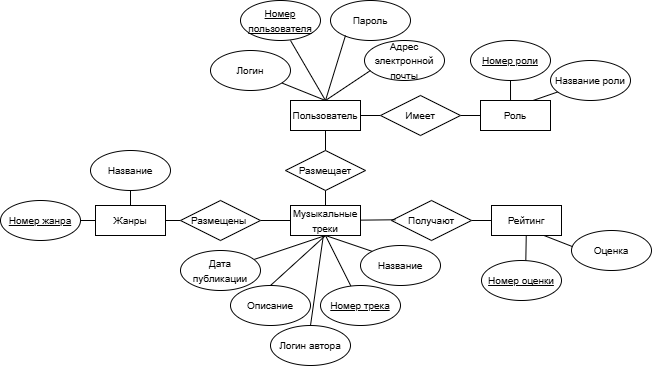 Номер
пользователя
Пароль
Адрес
электронной
почты
Логин
Номер роли
Название роли
Пользователь
Имеет
Роль
Размещает
Название
Номер жанра
Жанры
Размещены
Музыкальные
треки
Получают
Рейтинг
Дата
публикации
Название
Оценка
Описание
Номер трека
Номер оценки
Логин автора